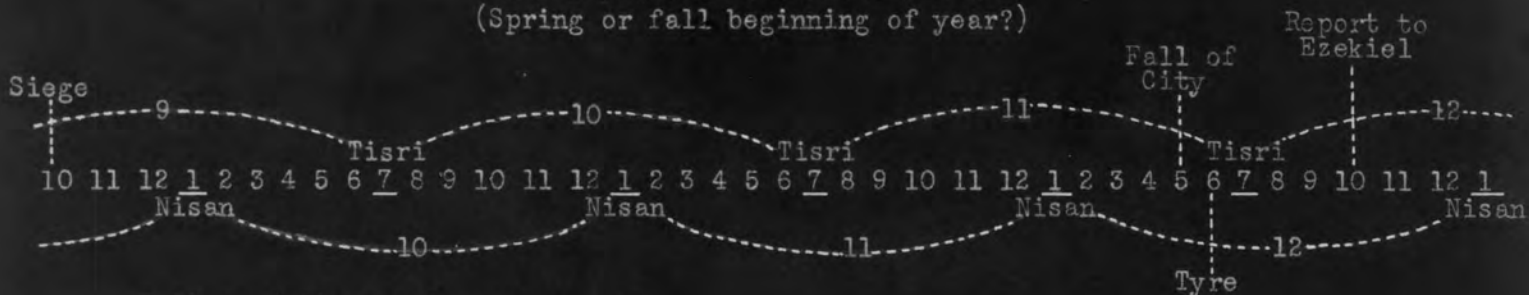 (Spring or fall beginning of year?)
Report to
Ezekiel
Fall of
City
Siege
9 10 11 12
Tisri Tisri Tisri
10 11 12 1 2 3 4 5 6 7 8 9 10 11 12 1 2 3 4 5 6 7 8 9 10 11 12 1 2 3 4 5 6 7 8 9 10 11 12 1
Nisan Nisan Nisan Nisan
10 11 12
Tyre